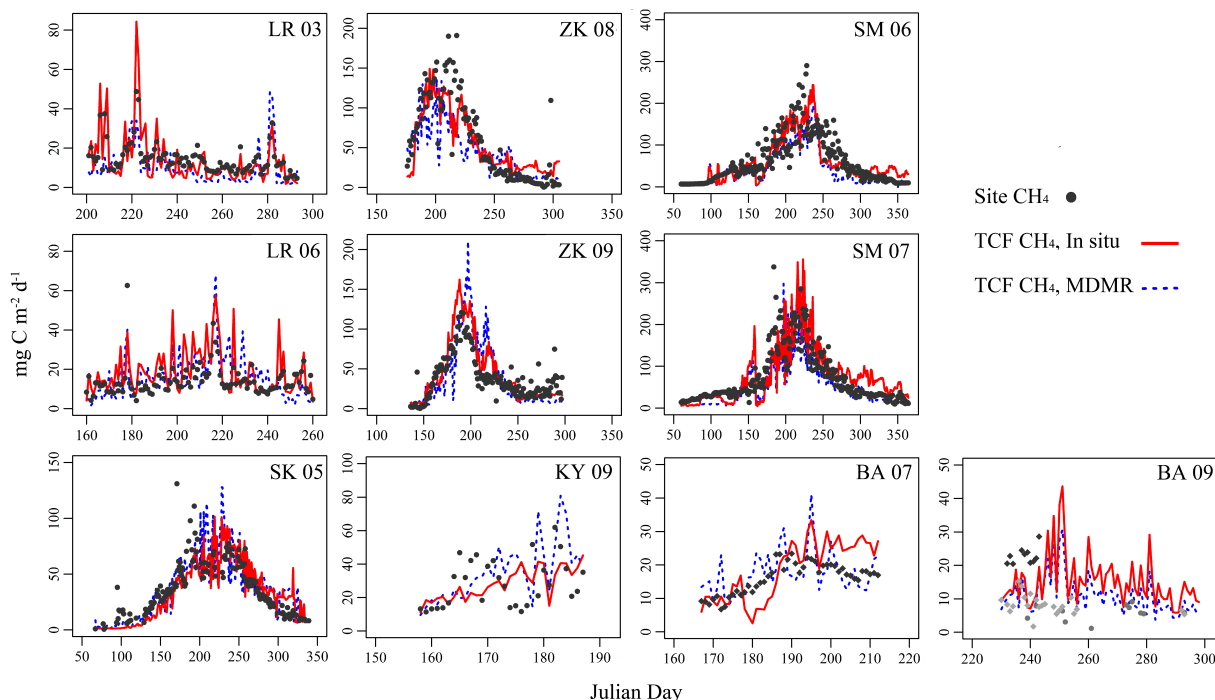 LR 03
80
60
40
20
0
200 220 240 260 280 300
ZK 08
200
150
100
50
0
150 200 250 300
SM 06
400
300
200
100
0
50 100 150 200 250 300 350
LR 06
80
60
40
20
0
160 180 200 220 240 260
ZK 09
200
150
100
50
0
100 150 200 250 300 350
SM 07
400
300
200
100
0
50 100 150 200 250 300 350
Site CH₄
TCF CH₄, In situ
TCF CH₄, MDMR
mg C m⁻² d⁻¹
SK 05
150
100
50
0
50 100 150 200 250 300 350
KY 09
100
80
60
40
20
0
150 160 170 180 190
BA 07
50
40
30
20
10
0
160 170 180 190 200 210 220
BA 09
50
40
30
20
10
0
220 240 260 280 300
Julian Day